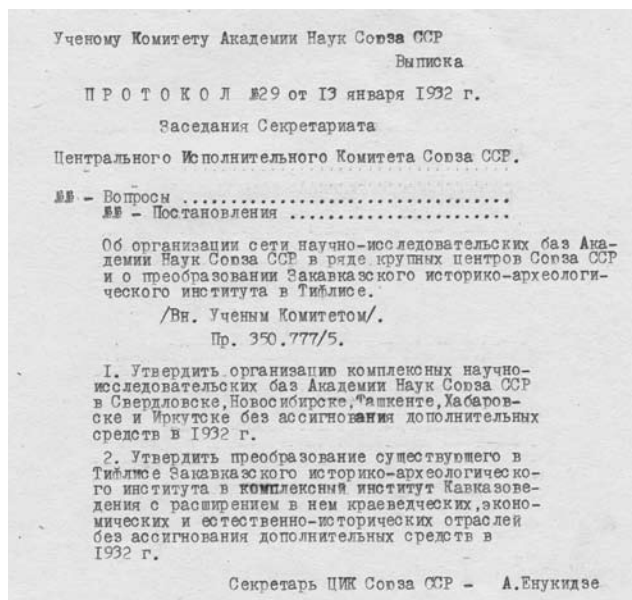 Ученому Комитету Академии Наук Союза ССР
Выписка
П Р О Т О К О Л №29 от 13 января 1932 г.
Заседания Секретариата
Центрального Исполнительного Комитета Союза ССР.
№№ - Вопросы ..................................
№№ - Постановления .......................
Об организации сети научно-исследовательских баз Ака-
демии Наук Союза ССР в ряде крупных центров Союза ССР
и о преобразовании Закавказского историко-археологи-
ческого института в Тифлисе.
/Вн. Ученым Комитетом/.
Пр. 350.777/5.
I. Утвердить организацию комплексных научно-
исследовательских баз Академии Наук Союза ССР
в Свердловске,Новосибирске,Ташкенте,Хабаров-
ске и Иркутске без ассигнования дополнительных
средств в 1932 г.
2. Утвердить преобразование существующего в
Тифлисе Закавказского историко-археологическо-
го института в комплексный институт Кавказове-
дения с расширением в нем краеведческих,эконо-
мических и естественно-исторических отраслей
без ассигнования дополнительных средств в
1932 г.
Секретарь ЦИК Союза ССР - А.Енукидзе